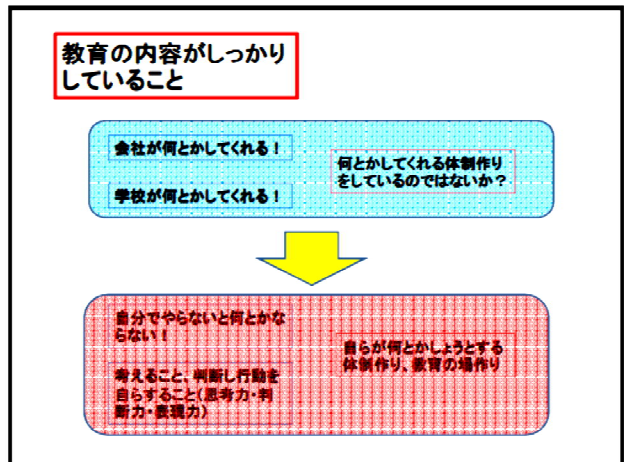 教育の内容がしっかり
していること
会社が何とかしてくれる！
学校が何とかしてくれる！
何とかしてくれる体制作り
をしているのではないか？
自分でやらないと何とかな
らない！
考えること、判断し行動を
自らすること（思考力・判
断力・表現力）
自らが何とかしょうとする
体制作り、教育の場作り